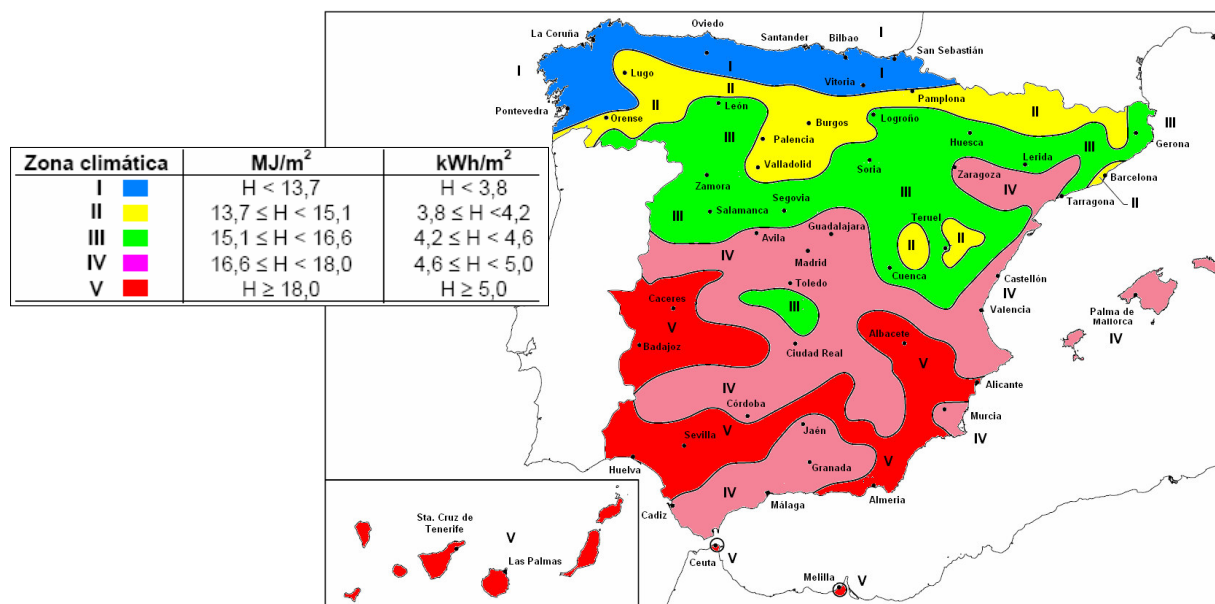 Zona climática MJ/m² kWh/m²
I H < 13,7 H < 3,8
II 13,7 ≤ H < 15,1 3,8 ≤ H <4,2
III 15,1 ≤ H < 16,6 4,2 ≤ H < 4,6
IV 16,6 ≤ H < 18,0 4,6 ≤ H < 5,0
V H ≥ 18,0 H ≥ 5,0
Oviedo
La Coruña
Santander
Bilbao
I
San Sebastián
I
I
I
Lugo
Vitoria
II
Pamplona
II
León
II
Pontevedra
Orense
Logroño
Burgos
III
Huesca
III
Gerona
III
Palencia
Valladolid
Soria
Lerida
Zaragoza
Barcelona
Zamora
IV
Segovia
III
Tarragona
II
III
Salamanca
Teruel
Avila
Guadalajara
II
II
IV
Madrid
Cuenca
Castellón
Toledo
IV
Caceres
III
Valencia
Palma de
Mallorca
V
Albacete
IV
Badajoz
Ciudad Real
V
Alicante
IV
Córdoba
Murcia
V
Jaén
Sevilla
IV
Huelva
Granada
V
IV
Almeria
Cadiz
Málaga
Sta. Cruz de
Tenerife
V
Las Palmas
Ceuta
V
Melilla
V